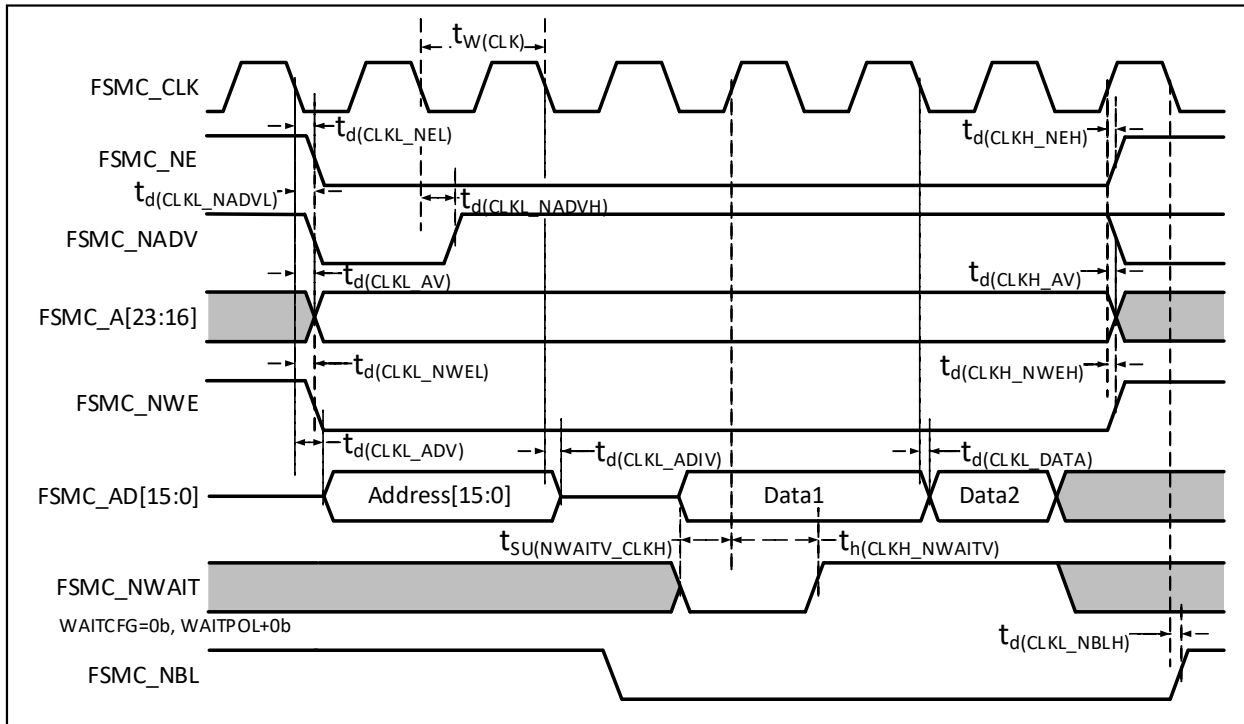 tW(CLK)
FSMC_CLK
td(CLKL_NEL)
td(CLKH_NEH)
FSMC_NE
td(CLKL_NADVL)
td(CLKL_NADVH)
FSMC_NADV
td(CLKL_AV)
td(CLKH_AV)
FSMC_A[23:16]
td(CLKL_NWEL)
td(CLKH_NWEH)
FSMC_NWE
td(CLKL_ADV)
td(CLKL_ADIV)
td(CLKL_DATA)
FSMC_AD[15:0]
Address[15:0]
Data1
Data2
tSU(NWAITV_CLKH)
th(CLKH_NWAITV)
FSMC_NWAIT
WAITCFG=0b, WAITPOL+0b
td(CLKL_NBLH)
FSMC_NBL